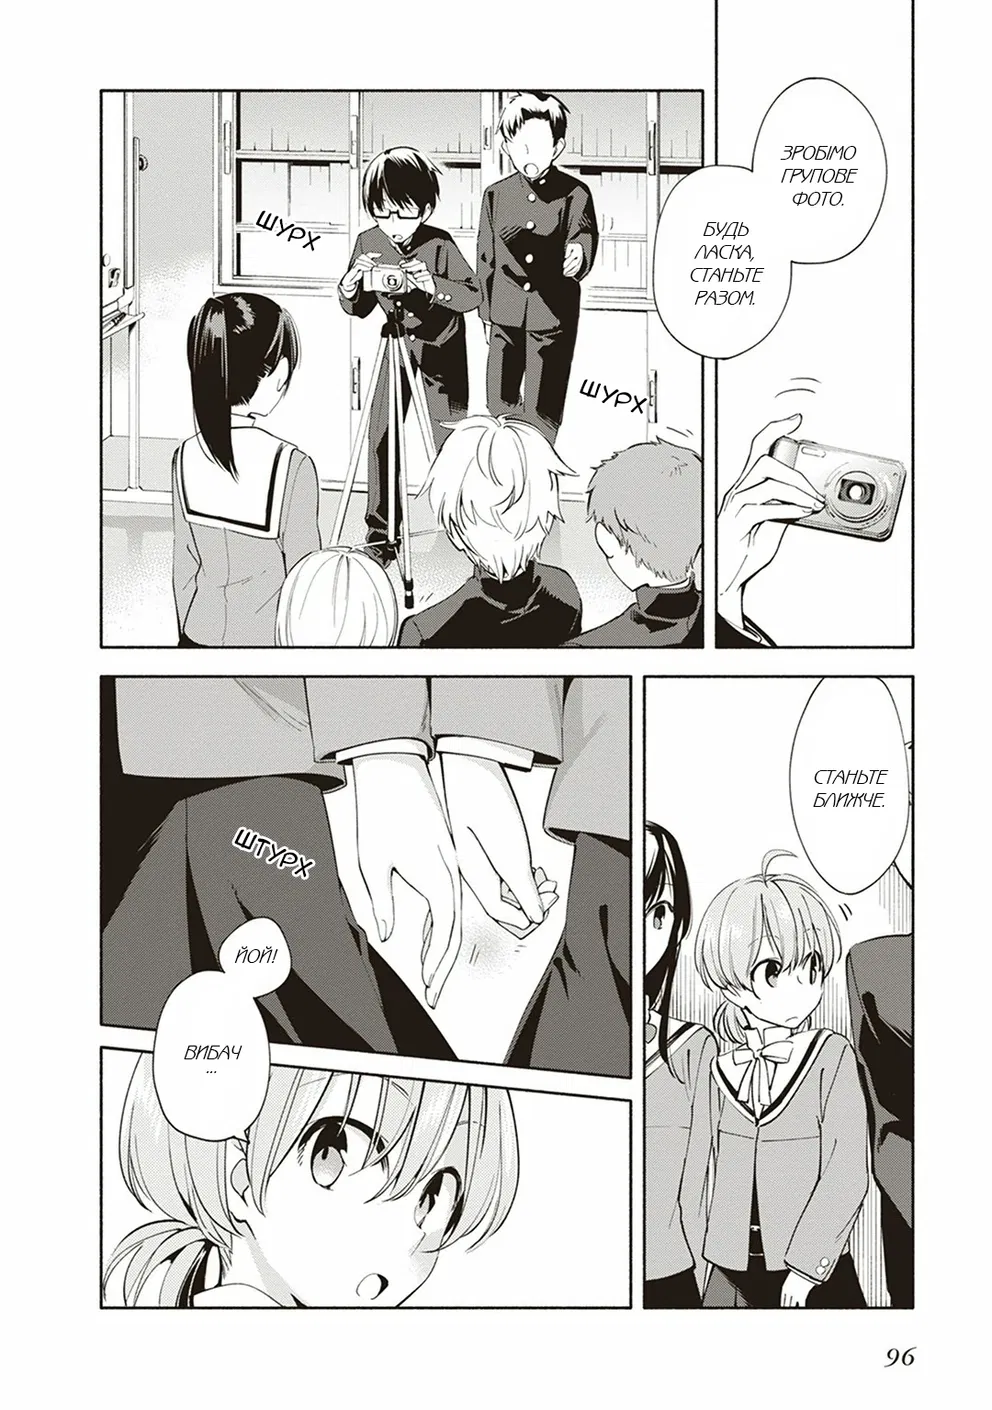 ЗРОБІМО
ГРУПОВЕ
ФОТО.
БУДЬ
ЛАСКА,
СТАНЬТЕ
РАЗОМ.
ШУРХ
ШУРХ
СТАНЬТЕ
БЛИЖЧЕ.
ШТУРХ
ЙОЙ!
ВИБАЧ
...
96